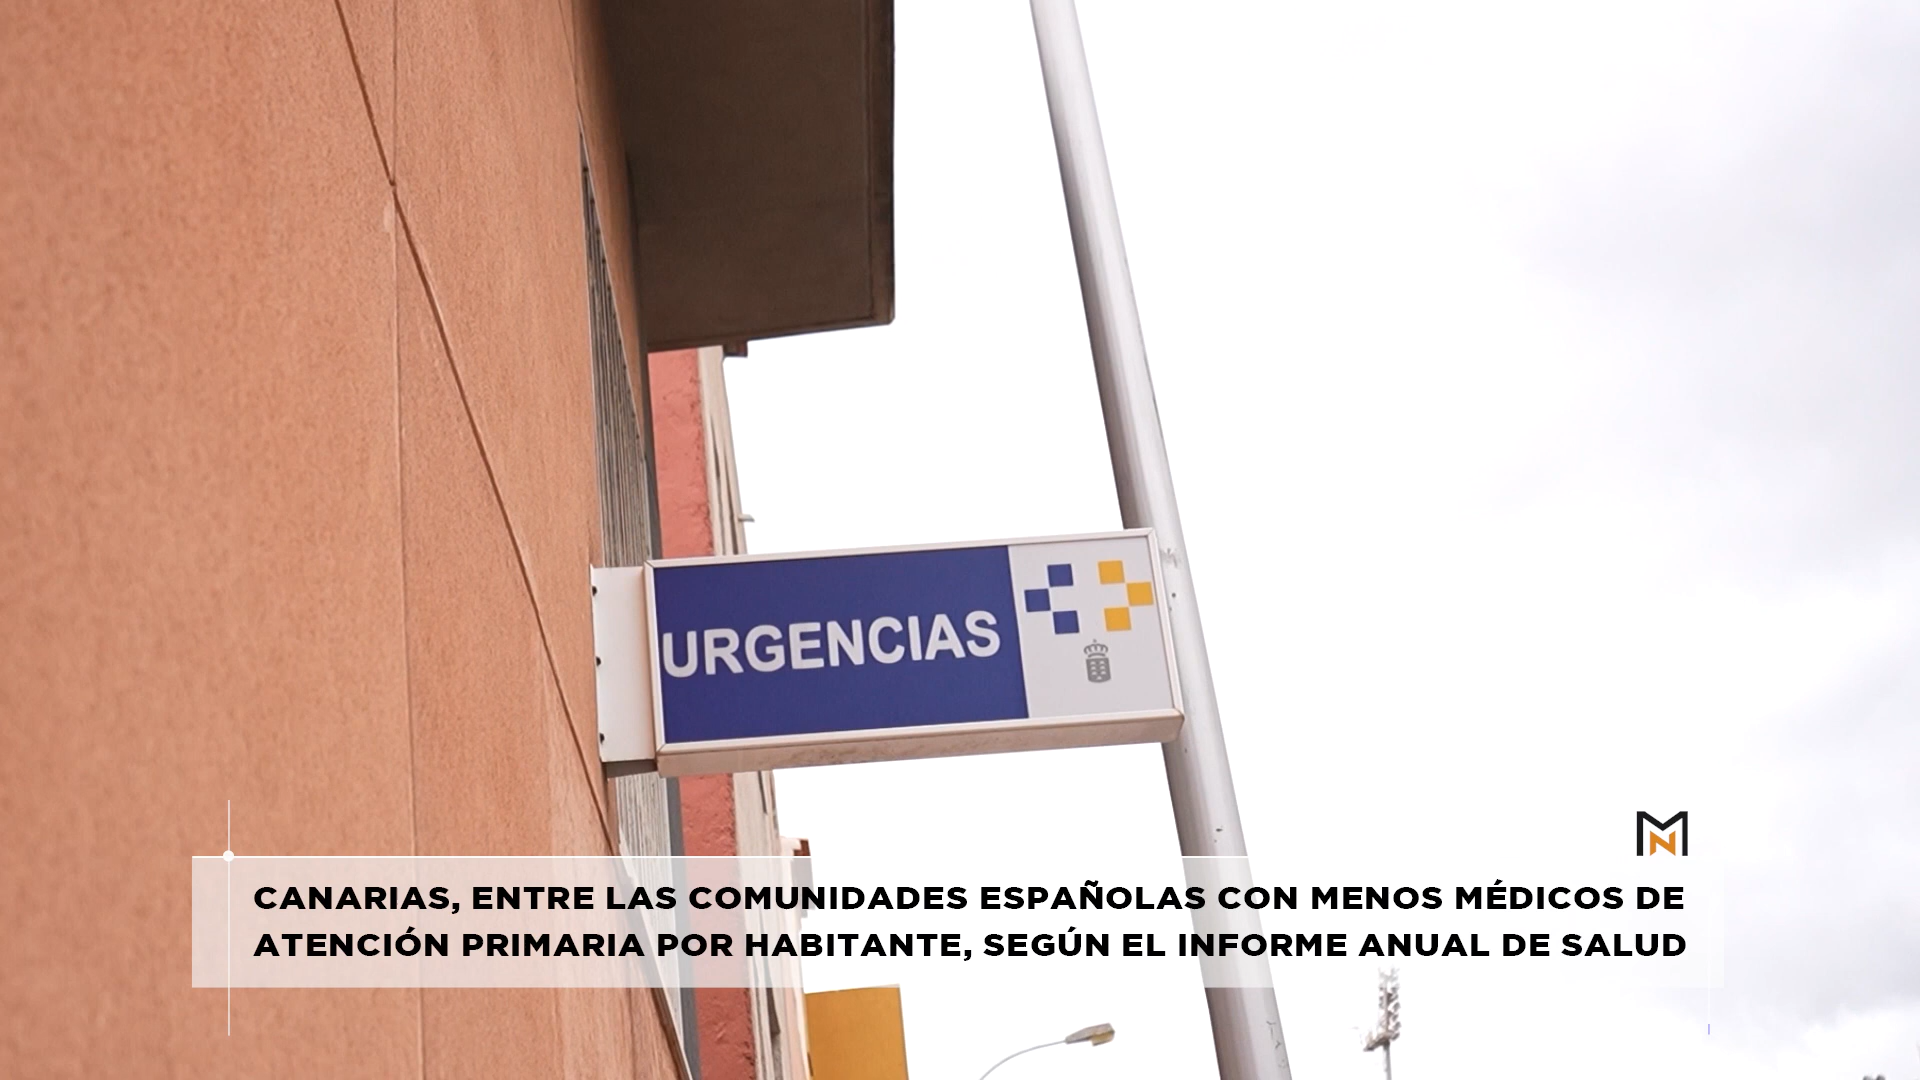 URGENCIAS
CANARIAS, ENTRE LAS COMUNIDADES ESPAÑOLAS CON MENOS MÉDICOS DE
ATENCIÓN PRIMARIA POR HABITANTE, SEGÚN EL INFORME ANUAL DE SALUD